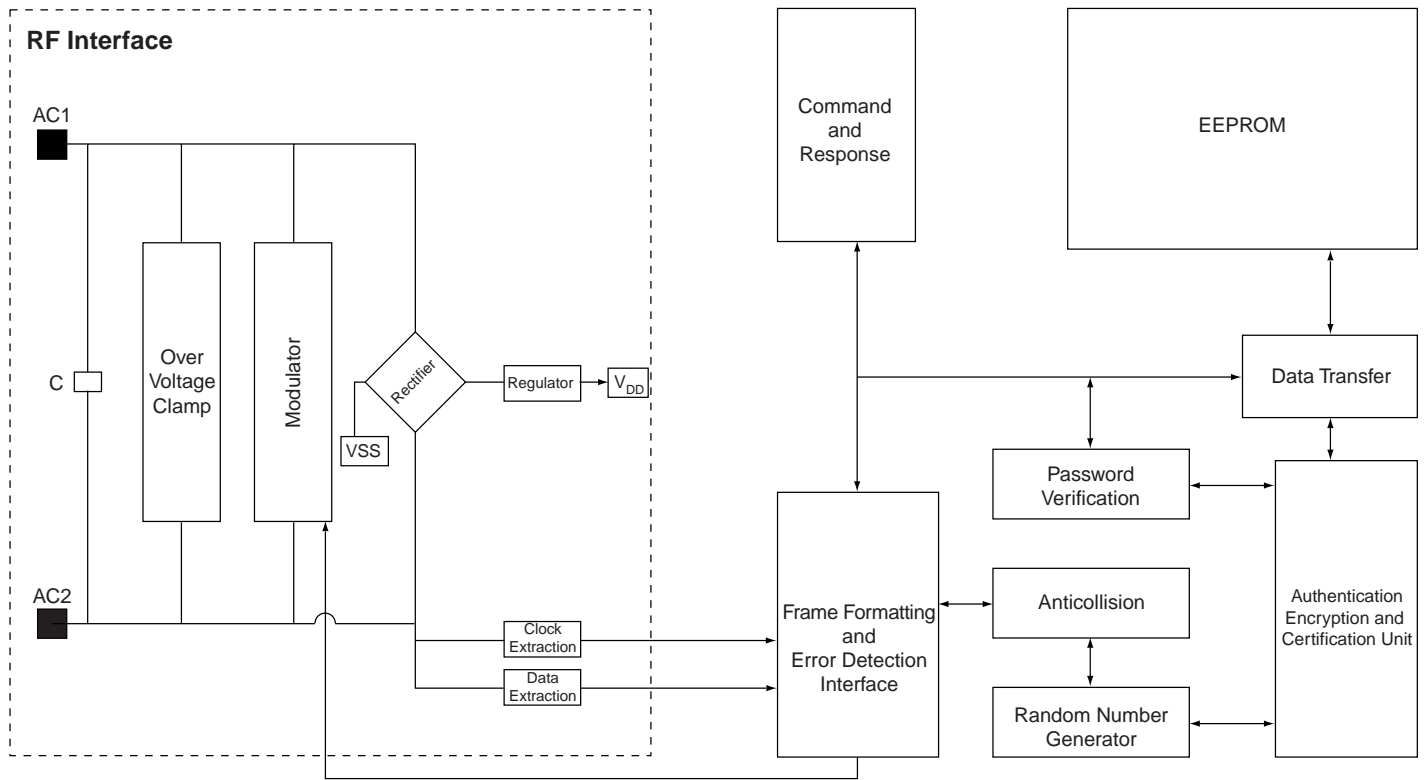 RF Interface
AC1
C
Over
Voltage
Clamp
Modulator
Rectifier
VSS
Regulator
VDD
AC2
Clock
Extraction
Data
Extraction
Command
and
Response
EEPROM
Data Transfer
Password
Verification
Frame Formatting
and
Error Detection
Interface
Anticollision
Random Number
Generator
Authentication
Encryption and
Certification Unit